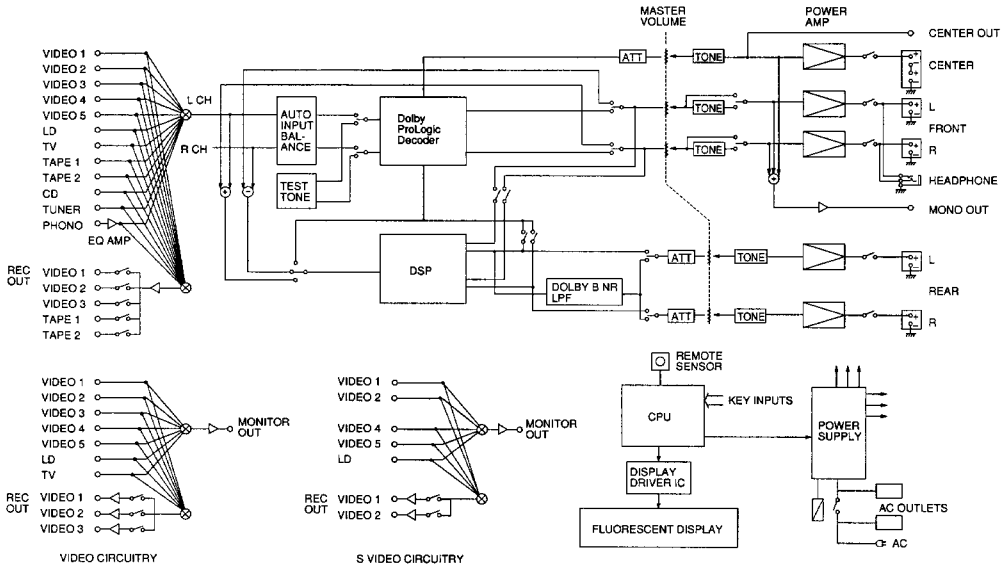 MASTER
VOLUME
POWER
AMP
VIDEO 1
VIDEO 2
VIDEO 3
VIDEO 4
VIDEO 5
LD
TV
TAPE 1
TAPE 2
CD
TUNER
PHONO
EQ AMP
L CH
R CH
AUTO
INPUT
BAL-
ANCE
TEST
TONE
Dolby
ProLogic
Decoder
DSP
DOLBY B NR
LPF
ATT
TONE
TONE
TONE
ATT
TONE
ATT
TONE
CENTER OUT
+
−
+
−
CENTER
+
−
L
FRONT
+
−
R
HEADPHONE
MONO OUT
+
−
L
REAR
+
−
R
+
−
+
REC
OUT
VIDEO 1
VIDEO 2
VIDEO 3
TAPE 1
TAPE 2
VIDEO 1
VIDEO 2
VIDEO 3
VIDEO 4
VIDEO 5
LD
TV
MONITOR
OUT
REC
OUT
VIDEO 1
VIDEO 2
VIDEO 3
VIDEO CIRCUITRY
VIDEO 1
VIDEO 2
VIDEO 4
VIDEO 5
LD
MONITOR
OUT
REC
OUT
VIDEO 1
VIDEO 2
S VIDEO CIRCUITRY
REMOTE
SENSOR
CPU
KEY INPUTS
DISPLAY
DRIVER IC
FLUORESCENT DISPLAY
POWER
SUPPLY
AC OUTLETS
AC